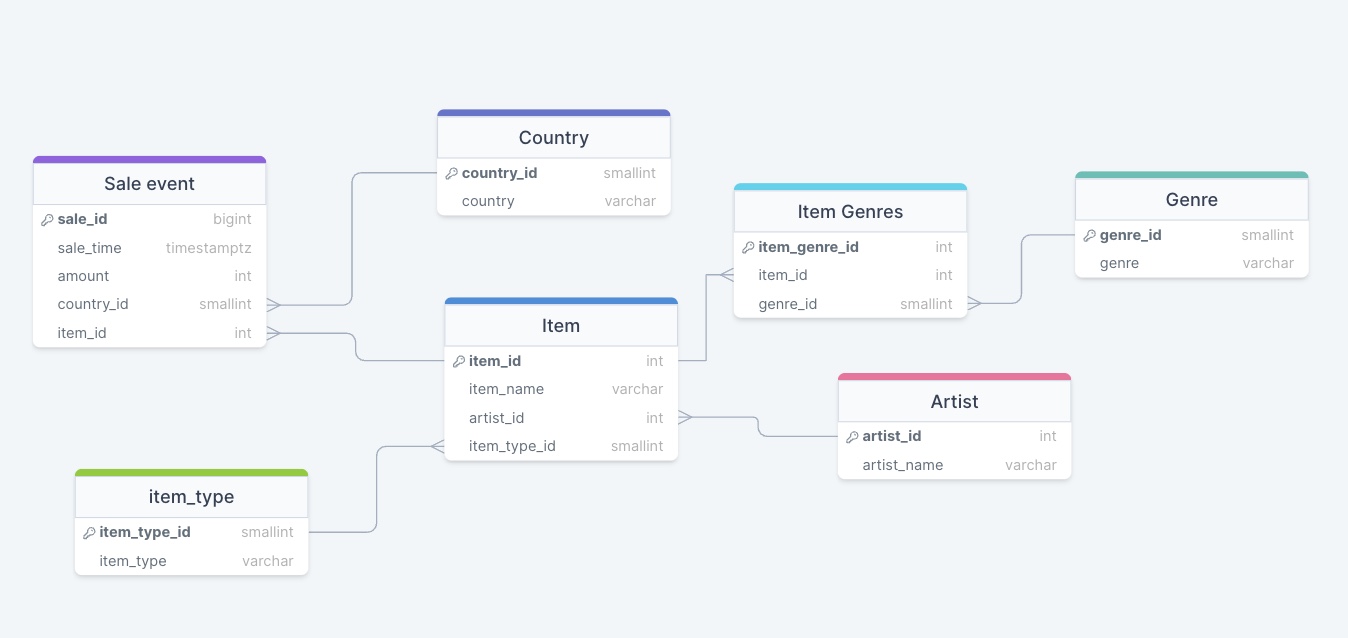 Sale event
sale_id bigint
sale_time timestamptz
amount int
country_id smallint
item_id int
Country
country_id smallint
country varchar
Item
item_id int
item_name varchar
artist_id int
item_type_id smallint
item_type
item_type_id smallint
item_type varchar
Item Genres
item_genre_id int
item_id int
genre_id smallint
Genre
genre_id smallint
genre varchar
Artist
artist_id int
artist_name varchar